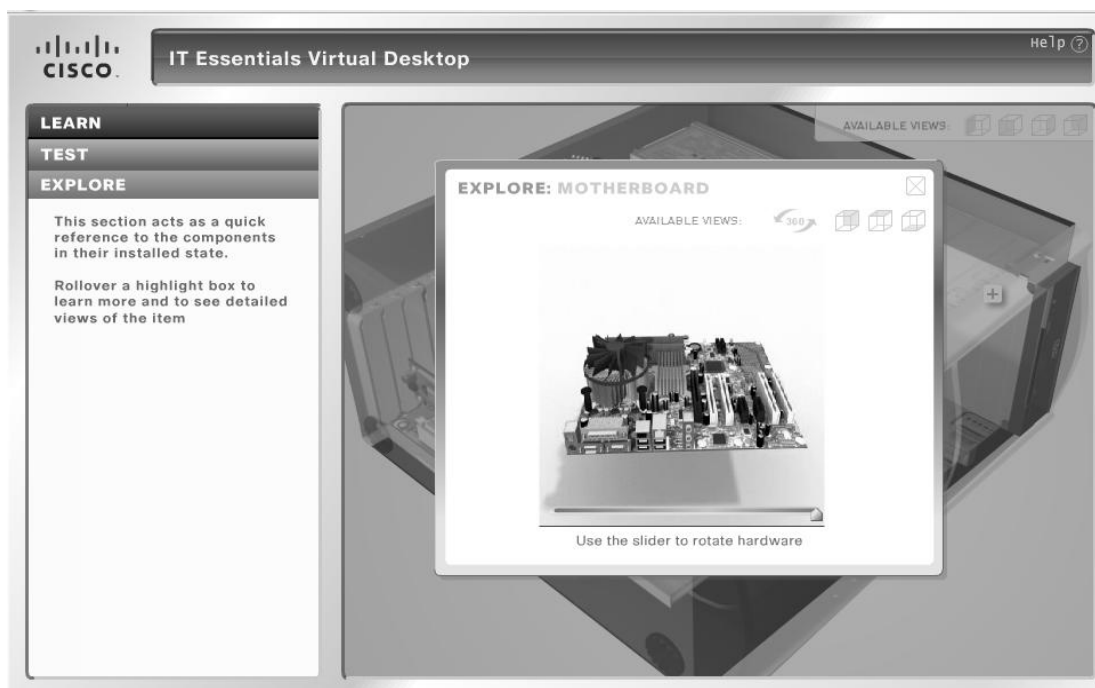 CISCO.
IT Essentials Virtual Desktop
Help ?
LEARN
TEST
EXPLORE
This section acts as a quick
reference to the components
in their installed state.
Rollover a highlight box to
learn more and to see detailed
views of the item
AVAILABLE VIEWS:
EXPLORE: MOTHERBOARD
AVAILABLE VIEWS:
360
Use the slider to rotate hardware